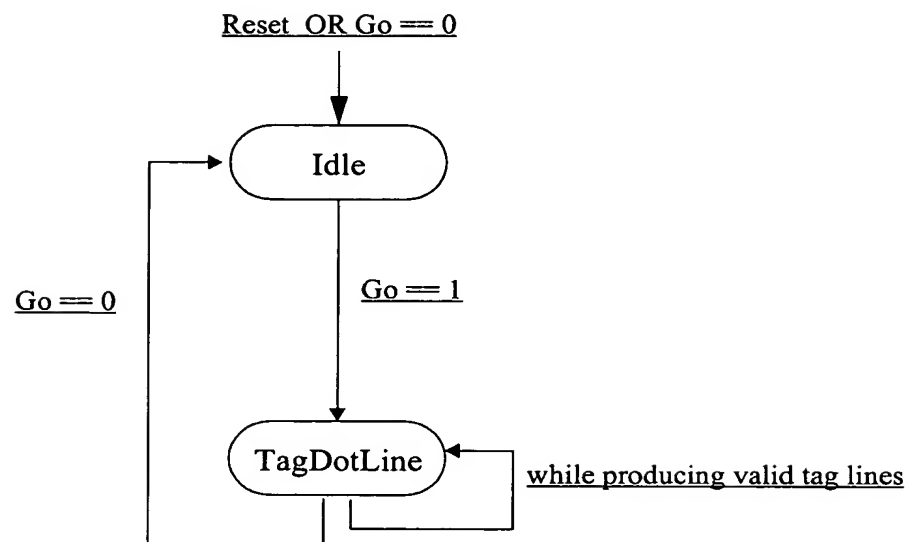 Reset OR Go == 0
Idle
Go == 0
Go == 1
TagDotLine
while producing valid tag lines